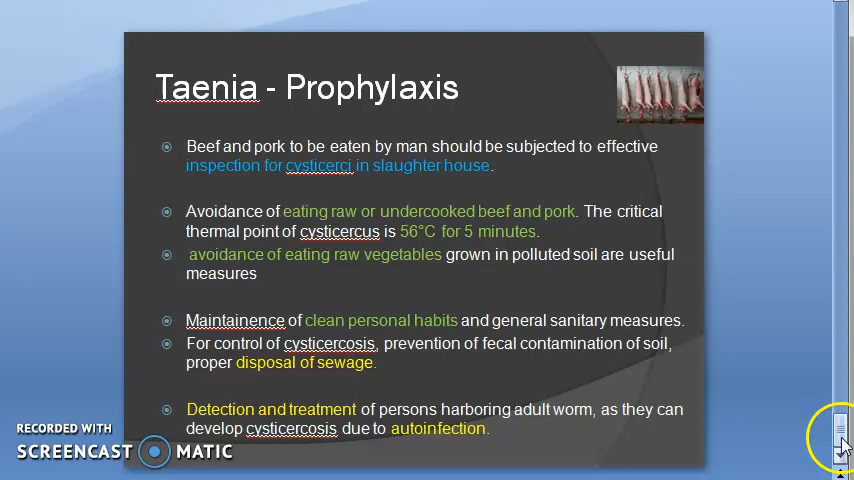 Taenia - Prophylaxis
Beef and pork to be eaten by man should be subjected to effective
inspection for cysticerci in slaughter house.
Avoidance of eating raw or undercooked beef and pork. The critical
thermal point of cysticercus is 56°C for 5 minutes.
avoidance of eating raw vegetables grown in polluted soil are useful
measures
Maintainence of clean personal habits and general sanitary measures.
For control of cysticercosis, prevention of fecal contamination of soil,
proper disposal of sewage.
Detection and treatment of persons harboring adult worm, as they can
develop cysticercosis due to autoinfection.
RECORDED WITH
SCREENCAST MATIC